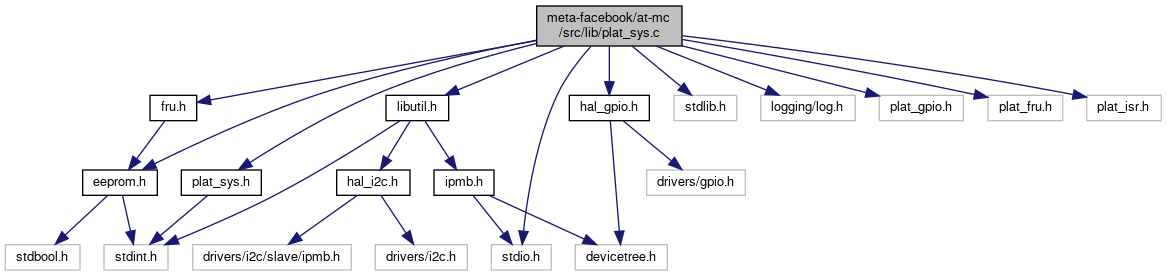 meta-facebook/at-mc
/src/lib/plat_sys.c
fru.h
libutil.h
hal_gpio.h
stdlib.h
logging/log.h
plat_gpio.h
plat_fru.h
plat_isr.h
eeprom.h
plat_sys.h
hal_i2c.h
ipmb.h
drivers/gpio.h
stdbool.h
stdint.h
drivers/i2c/slave/ipmb.h
drivers/i2c.h
stdio.h
devicetree.h